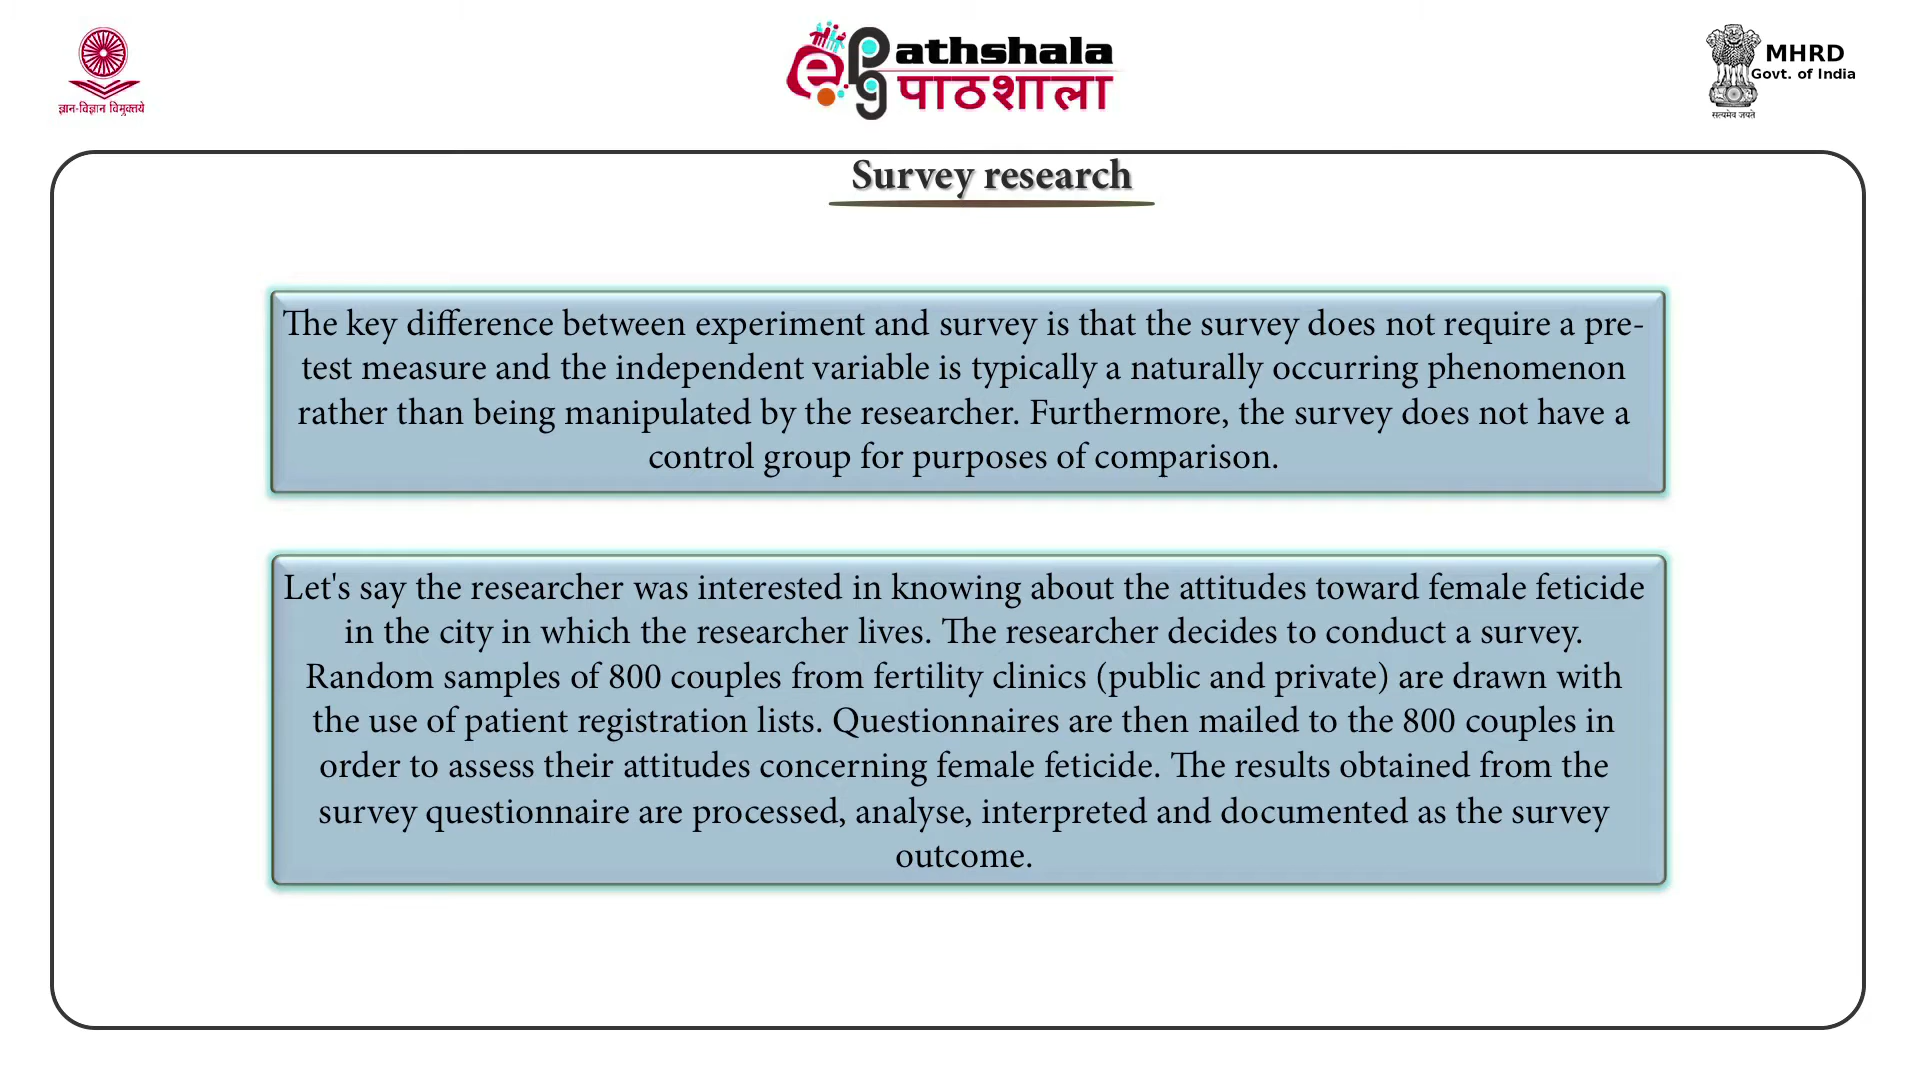 ज्ञान-विज्ञान विमुक्तये
e pg Pathshala
पाठशाला
MHRD
Govt. of India
सत्यमेव जयते
Survey research
The key difference between experiment and survey is that the survey does not require a pre-
test measure and the independent variable is typically a naturally occurring phenomenon
rather than being manipulated by the researcher. Furthermore, the survey does not have a
control group for purposes of comparison.
Let's say the researcher was interested in knowing about the attitudes toward female feticide
in the city in which the researcher lives. The researcher decides to conduct a survey.
Random samples of 800 couples from fertility clinics (public and private) are drawn with
the use of patient registration lists. Questionnaires are then mailed to the 800 couples in
order to assess their attitudes concerning female feticide. The results obtained from the
survey questionnaire are processed, analyse, interpreted and documented as the survey
outcome.